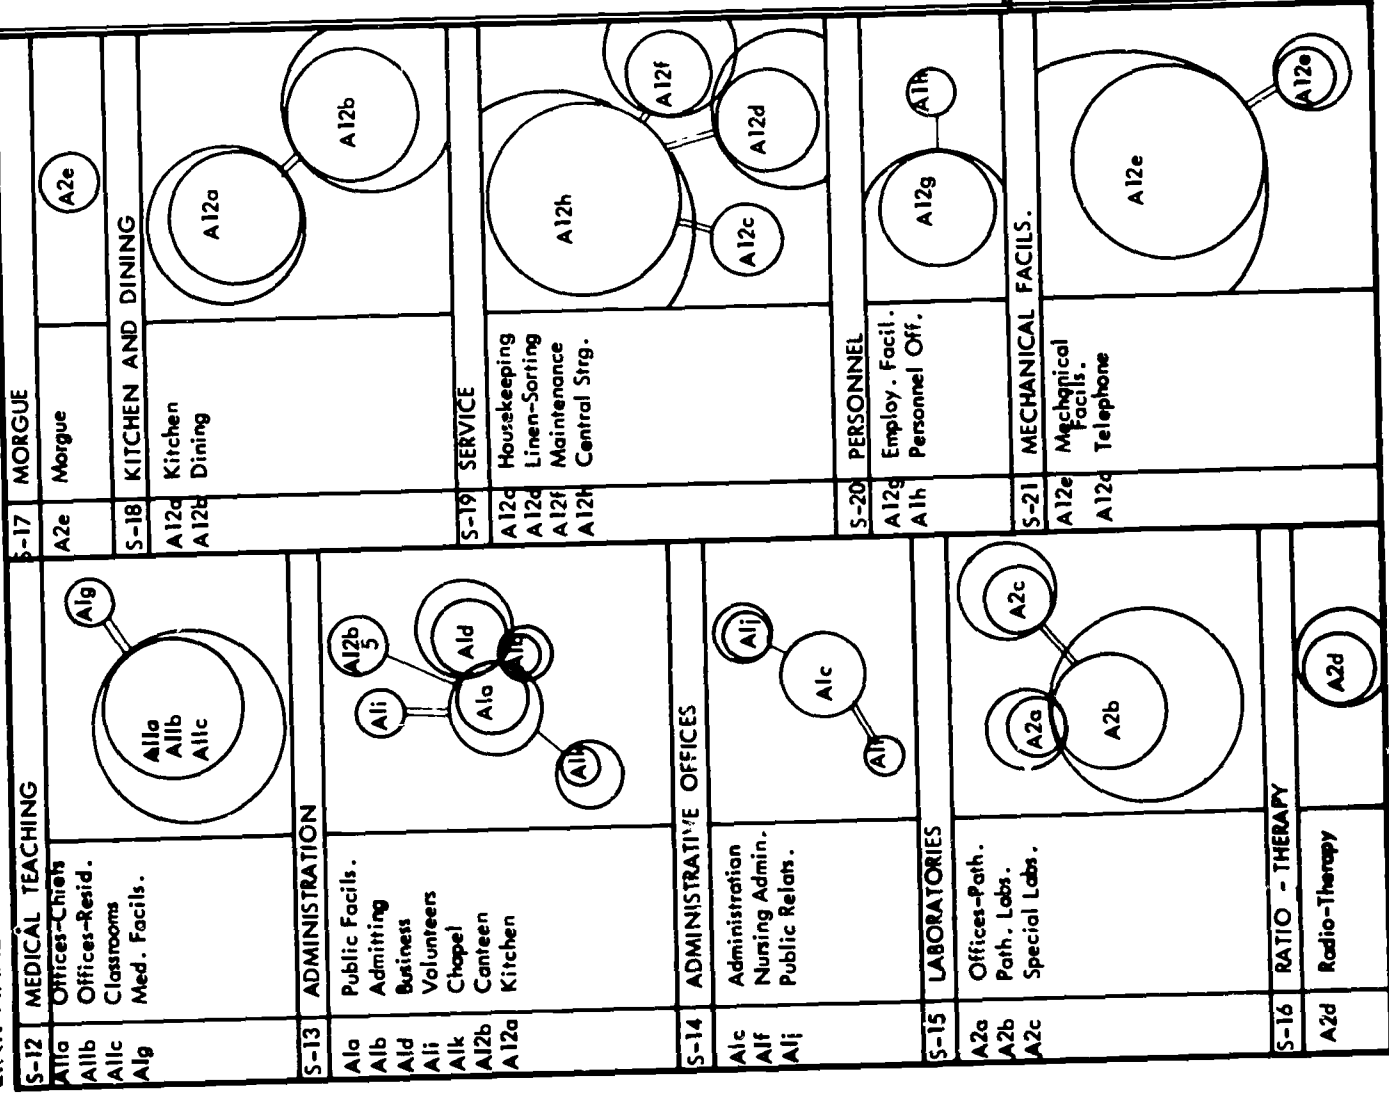 S-12 MEDICAL TEACHING
A11a Offices-Chiefs
A11b Offices-Resid.
A11c Classrooms
A1g Med. Facils.
A11a
A11b
A11c
A1g
S-13 ADMINISTRATION
A1a Public Facils.
A1b Admitting
A1d Business
A1i Volunteers
A1k Chapel
A12b Canteen
A12a Kitchen
A12b
5
A1i
A1d
A1a
S-14 ADMINISTRATIVE OFFICES
A1c Administration
A1f Nursing Admin.
A1j Public Relats.
A1j
A1c
S-15 LABORATORIES
A2a Offices-Path.
A2b Path. Labs.
A2c Special Labs.
A2a
A2b
A2c
S-16 RATIO - THERAPY
A2d Radio-Therapy
A2d
S-17 MORGUE
A2e Morgue
A2e
S-18 KITCHEN AND DINING
A12a Kitchen
A12b Dining
A12a
A12b
S-19 SERVICE
A12c Housekeeping
A12d Linen-Sorting
A12f Maintenance
A12h Central Strg.
A12h
A12f
A12d
A12c
S-20 PERSONNEL
A12g Employ. Facil.
A1h Personnel Off.
A12g
A1h
S-21 MECHANICAL FACILS.
A12e Mechanical
Facils.
Telephone
A12e